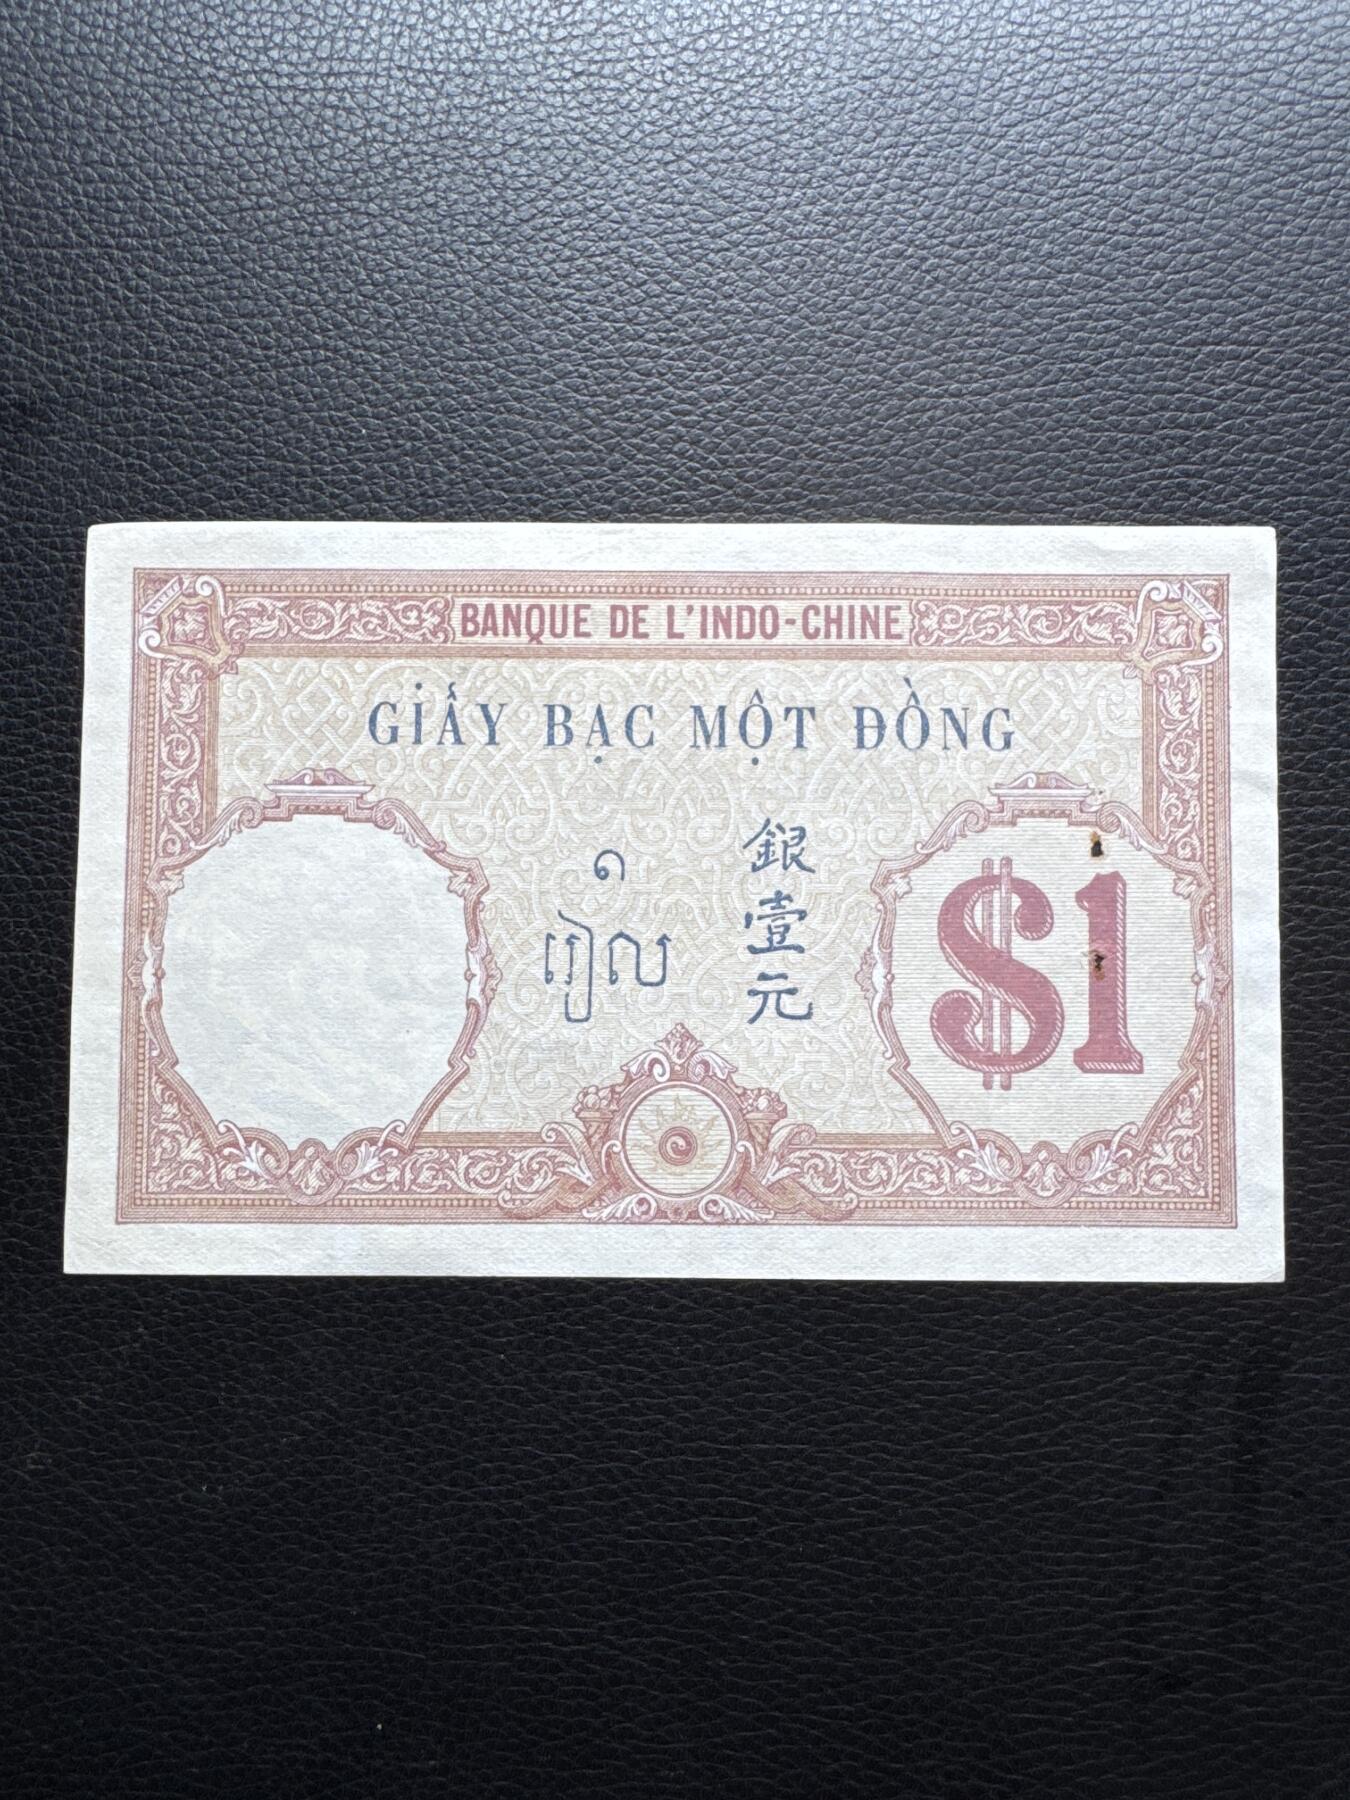 BANQUE DE L'INDO-CHINE
GIẤY BẠC MỘT ĐỒNG
១
រៀល
銀壹元
$1